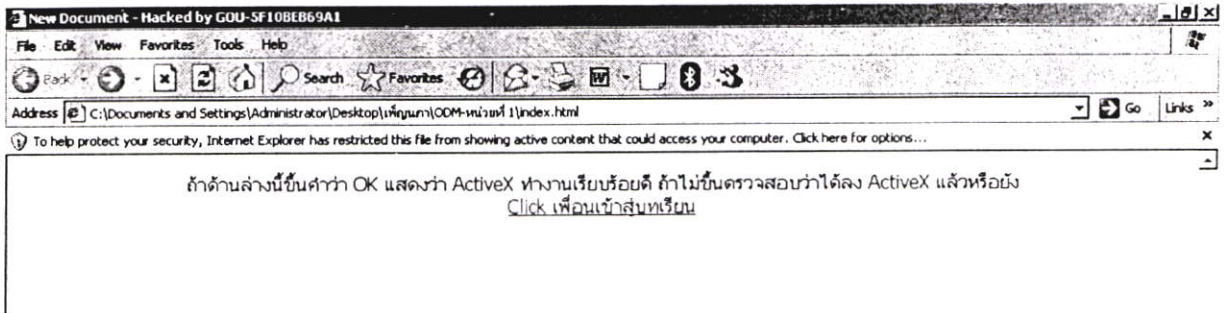 New Document - Hacked by GOU-5F10BEB69A1
File Edit View Favorites Tools Help
Back Search Favorites
Address C:\Documents and Settings\Administrator\Desktop\เพ็ญนภา\ODM-หน่วยที่ 1\index.html Go Links »
To help protect your security, Internet Explorer has restricted this file from showing active content that could access your computer. Click here for options...
ถ้าด้านล่างนี้ขึ้นคำว่า OK แสดงว่า ActiveX ทำงานเรียบร้อยดี ถ้าไม่ขึ้นตรวจสอบว่าได้ลง ActiveX แล้วหรือยัง
Click เพื่อนเข้าสู่บทเรียน